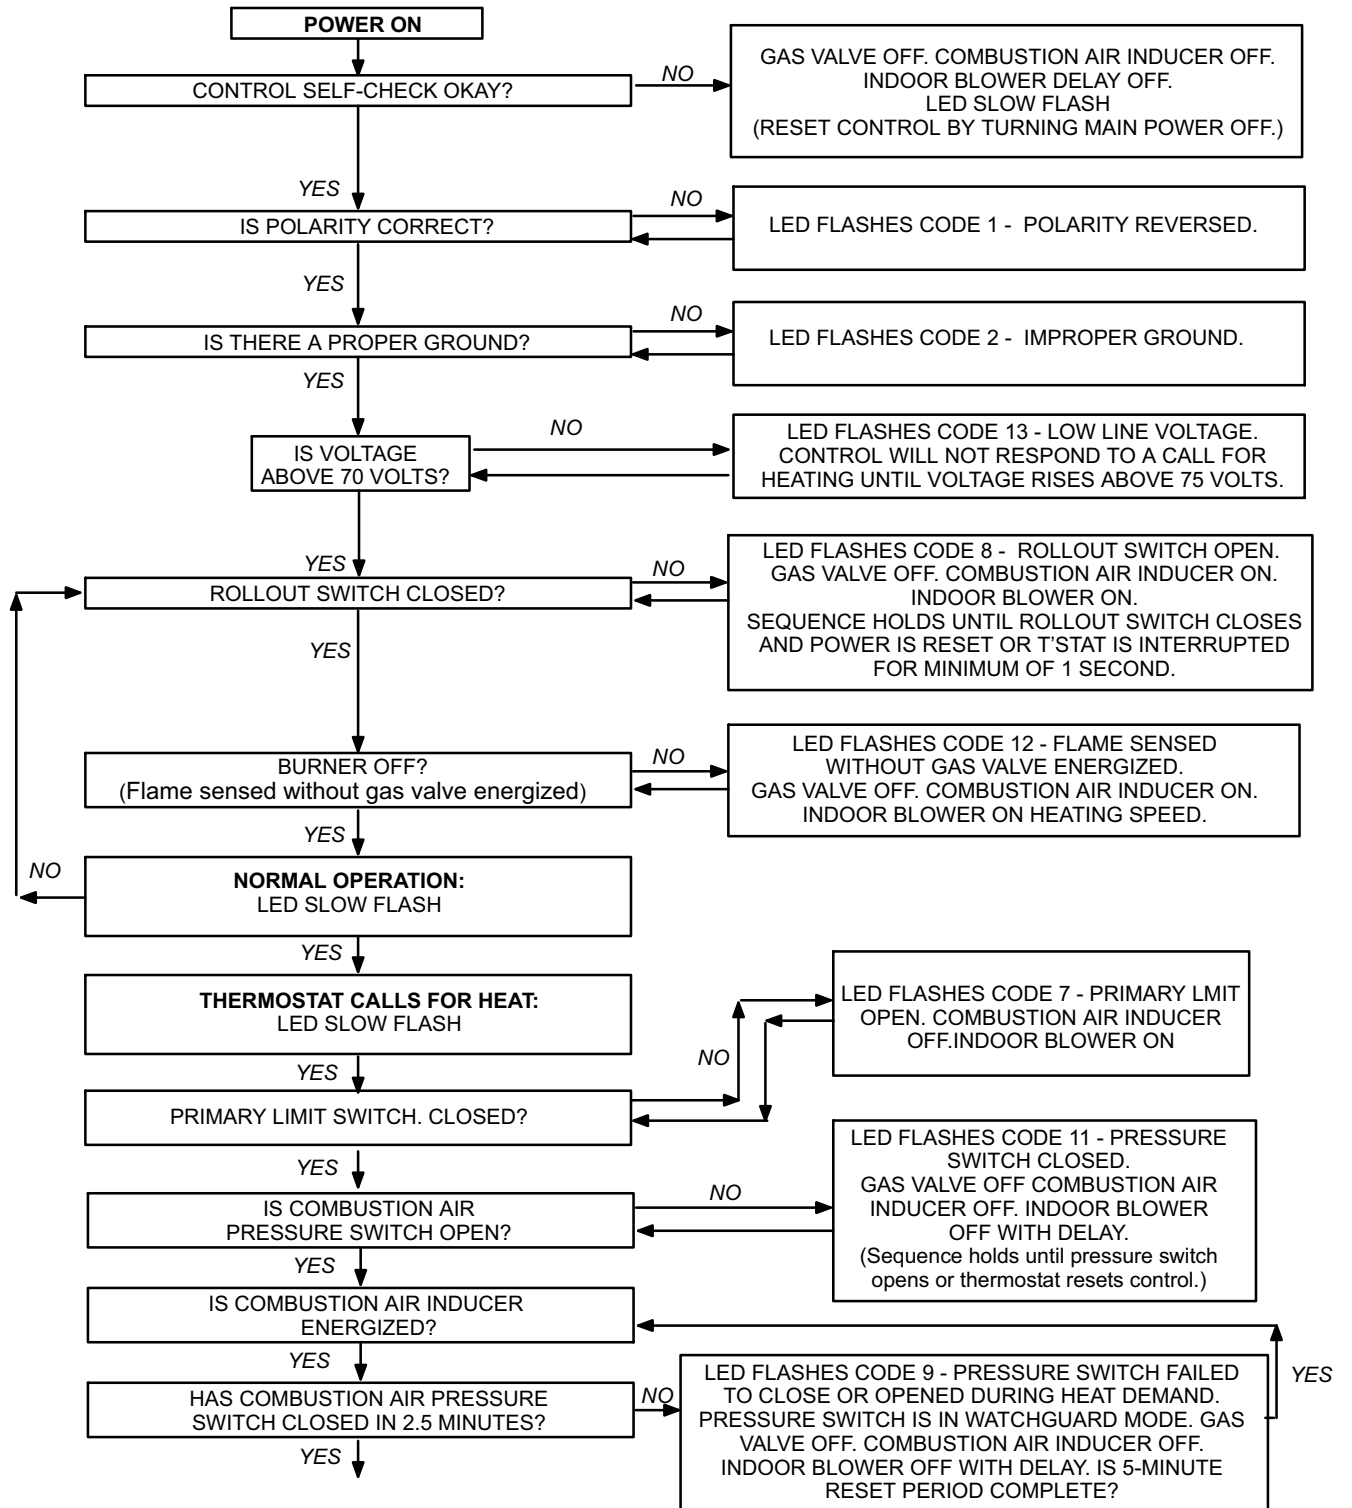 POWER ON
CONTROL SELF-CHECK OKAY?
NO
GAS VALVE OFF. COMBUSTION AIR INDUCER OFF.
INDOOR BLOWER DELAY OFF.
LED SLOW FLASH
(RESET CONTROL BY TURNING MAIN POWER OFF.)
YES
IS POLARITY CORRECT?
NO
LED FLASHES CODE 1 - POLARITY REVERSED.
YES
IS THERE A PROPER GROUND?
NO
LED FLASHES CODE 2 - IMPROPER GROUND.
YES
IS VOLTAGE
ABOVE 70 VOLTS?
NO
LED FLASHES CODE 13 - LOW LINE VOLTAGE.
CONTROL WILL NOT RESPOND TO A CALL FOR
HEATING UNTIL VOLTAGE RISES ABOVE 75 VOLTS.
YES
ROLLOUT SWITCH CLOSED?
NO
LED FLASHES CODE 8 - ROLLOUT SWITCH OPEN.
GAS VALVE OFF. COMBUSTION AIR INDUCER ON.
INDOOR BLOWER ON.
SEQUENCE HOLDS UNTIL ROLLOUT SWITCH CLOSES
AND POWER IS RESET OR T'STAT IS INTERRUPTED
FOR MINIMUM OF 1 SECOND.
YES
BURNER OFF?
(Flame sensed without gas valve energized)
NO
LED FLASHES CODE 12 - FLAME SENSED
WITHOUT GAS VALVE ENERGIZED.
GAS VALVE OFF. COMBUSTION AIR INDUCER ON.
INDOOR BLOWER ON HEATING SPEED.
YES
NO
NORMAL OPERATION:
LED SLOW FLASH
YES
THERMOSTAT CALLS FOR HEAT:
LED SLOW FLASH
YES
PRIMARY LIMIT SWITCH. CLOSED?
NO
LED FLASHES CODE 7 - PRIMARY LMIT
OPEN. COMBUSTION AIR INDUCER
OFF.INDOOR BLOWER ON
YES
IS COMBUSTION AIR
PRESSURE SWITCH OPEN?
NO
LED FLASHES CODE 11 - PRESSURE
SWITCH CLOSED.
GAS VALVE OFF COMBUSTION AIR
INDUCER OFF. INDOOR BLOWER
OFF WITH DELAY.
(Sequence holds until pressure switch
opens or thermostat resets control.)
YES
IS COMBUSTION AIR INDUCER
ENERGIZED?
YES
HAS COMBUSTION AIR PRESSURE
SWITCH CLOSED IN 2.5 MINUTES?
NO
LED FLASHES CODE 9 - PRESSURE SWITCH FAILED
TO CLOSE OR OPENED DURING HEAT DEMAND.
PRESSURE SWITCH IS IN WATCHGUARD MODE. GAS
VALVE OFF. COMBUSTION AIR INDUCER OFF.
INDOOR BLOWER OFF WITH DELAY. IS 5-MINUTE
RESET PERIOD COMPLETE?
YES
YES